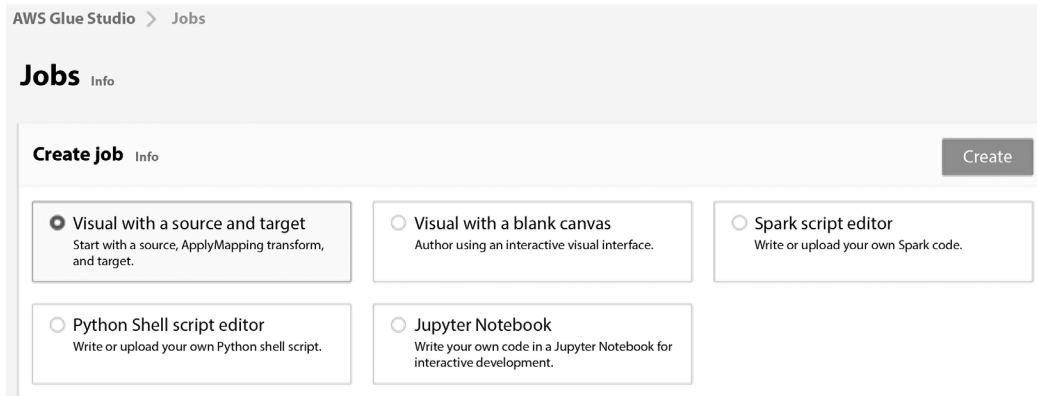 AWS Glue Studio > Jobs
Jobs Info
Create job Info
Create
Visual with a source and target
Start with a source, ApplyMapping transform,
and target.
Visual with a blank canvas
Author using an interactive visual interface.
Spark script editor
Write or upload your own Spark code.
Python Shell script editor
Write or upload your own Python shell script.
Jupyter Notebook
Write your own code in a Jupyter Notebook for
interactive development.